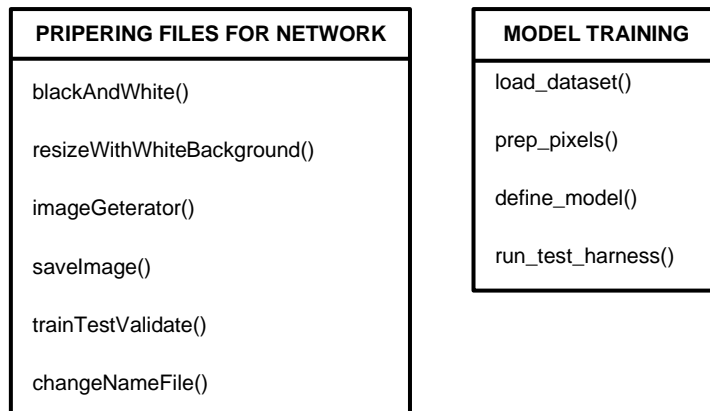 PRIPERING FILES FOR NETWORK
blackAndWhite()
resizeWithWhiteBackground()
imageGeterator()
saveImage()
trainTestValidate()
changeNameFile()
MODEL TRAINING
load_dataset()
prep_pixels()
define_model()
run_test_harness()